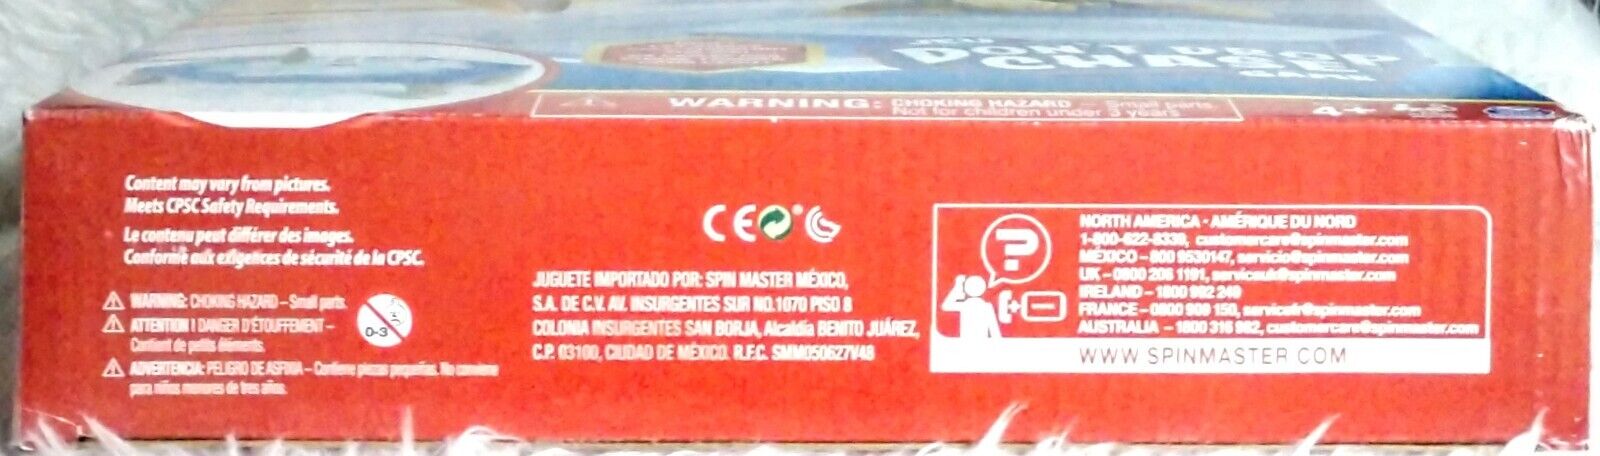 JEU
DON'T DROP
CHASE!
GAME
WARNING: CHOKING HAZARD – Small parts.
Not for children under 3 years
4+
Content may vary from pictures.
Meets CPSC Safety Requirements.
Le contenu peut différer des images.
Conforme aux exigences de sécurité de la CPSC.
WARNING: CHOKING HAZARD – Small parts.
ATTENTION ! DANGER D'ÉTOUFFEMENT –
Contient de petits éléments.
ADVERTENCIA: PELIGRO DE ASFIXIA – Contiene piezas pequeñas. No conviene
para niños menores de tres años.
0-3
CE
JUGUETE IMPORTADO POR: SPIN MASTER MÉXICO,
S.A. DE C.V. AV. INSURGENTES SUR NO.1070 PISO 8
COLONIA INSURGENTES SAN BORJA, Alcaldía BENITO JUÁREZ,
C.P. 03100, CIUDAD DE MÉXICO. R.F.C. SMM050627V48
?
NORTH AMERICA - AMÉRIQUE DU NORD
1-800-622-8339, customercare@spinmaster.com
MÉXICO – 800 9530147, servicio@spinmaster.com
UK – 0800 206 1191, serviceuk@spinmaster.com
IRELAND – 1800 992 249
FRANCE – 0800 909 150, servicefr@spinmaster.com
AUSTRALIA – 1800 316 982, customercare@spinmaster.com
WWW.SPINMASTER.COM